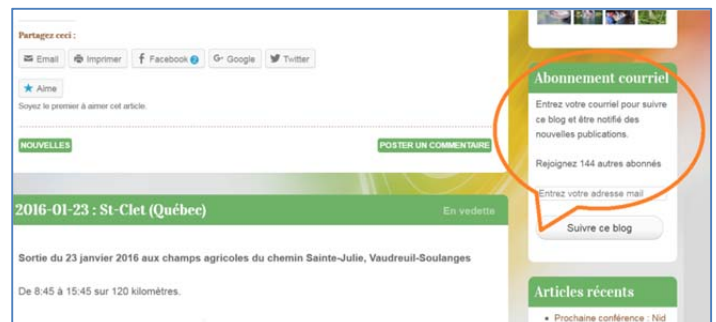 Partagez ceci :
Email
Imprimer
Facebook 2
G+ Google
Twitter
Aime
Soyez le premier à aimer cet article.
NOUVELLES
POSTER UN COMMENTAIRE
2016-01-23 : St-Clet (Québec)
En vedette
Sortie du 23 janvier 2016 aux champs agricoles du chemin Sainte-Julie, Vaudreuil-Soulanges
De 8:45 à 15:45 sur 120 kilomètres.
Abonnement courriel
Entrez votre courriel pour suivre
ce blog et être notifié des
nouvelles publications.
Rejoignez 144 autres abonnés
Entrez votre adresse mail
Suivre ce blog
Articles récents
Prochaine conférence : Nid